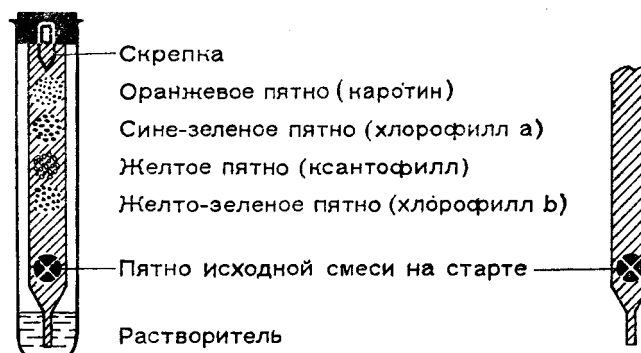 Скрепка
Оранжевое пятно (каротин)
Сине-зеленое пятно (хлорофилл а)
Желтое пятно (ксантофилл)
Желто-зеленое пятно (хлорофилл b)
Пятно исходной смеси на старте
Растворитель